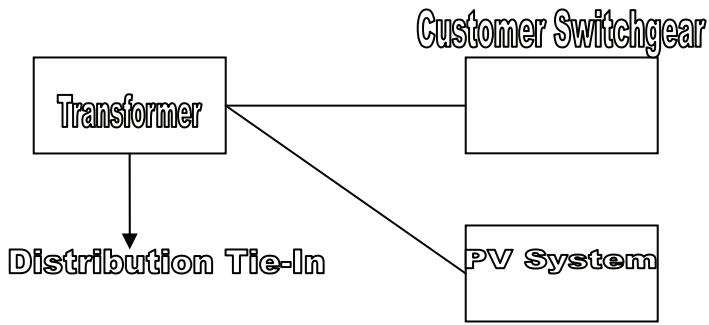 Customer Switchgear
Transformer
Distribution Tie-In
PV System